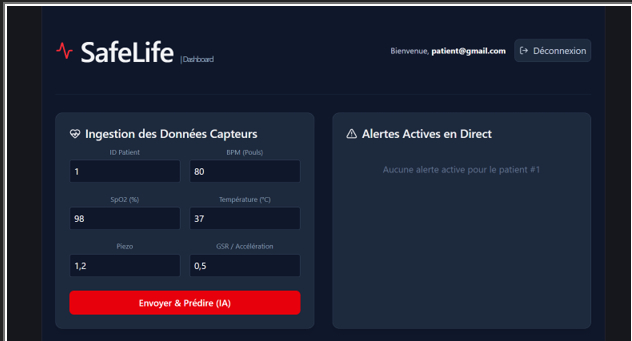 SafeLife | Dashboard
Bienvenue, patient@gmail.com
Déconnexion
Ingestion des Données Capteurs
ID Patient
BPM (Pouls)
1
80
SpO2 (%)
Température (°C)
98
37
Piezo
GSR / Accélération
1,2
0,5
Envoyer & Prédire (IA)
Alertes Actives en Direct
Aucune alerte active pour le patient #1